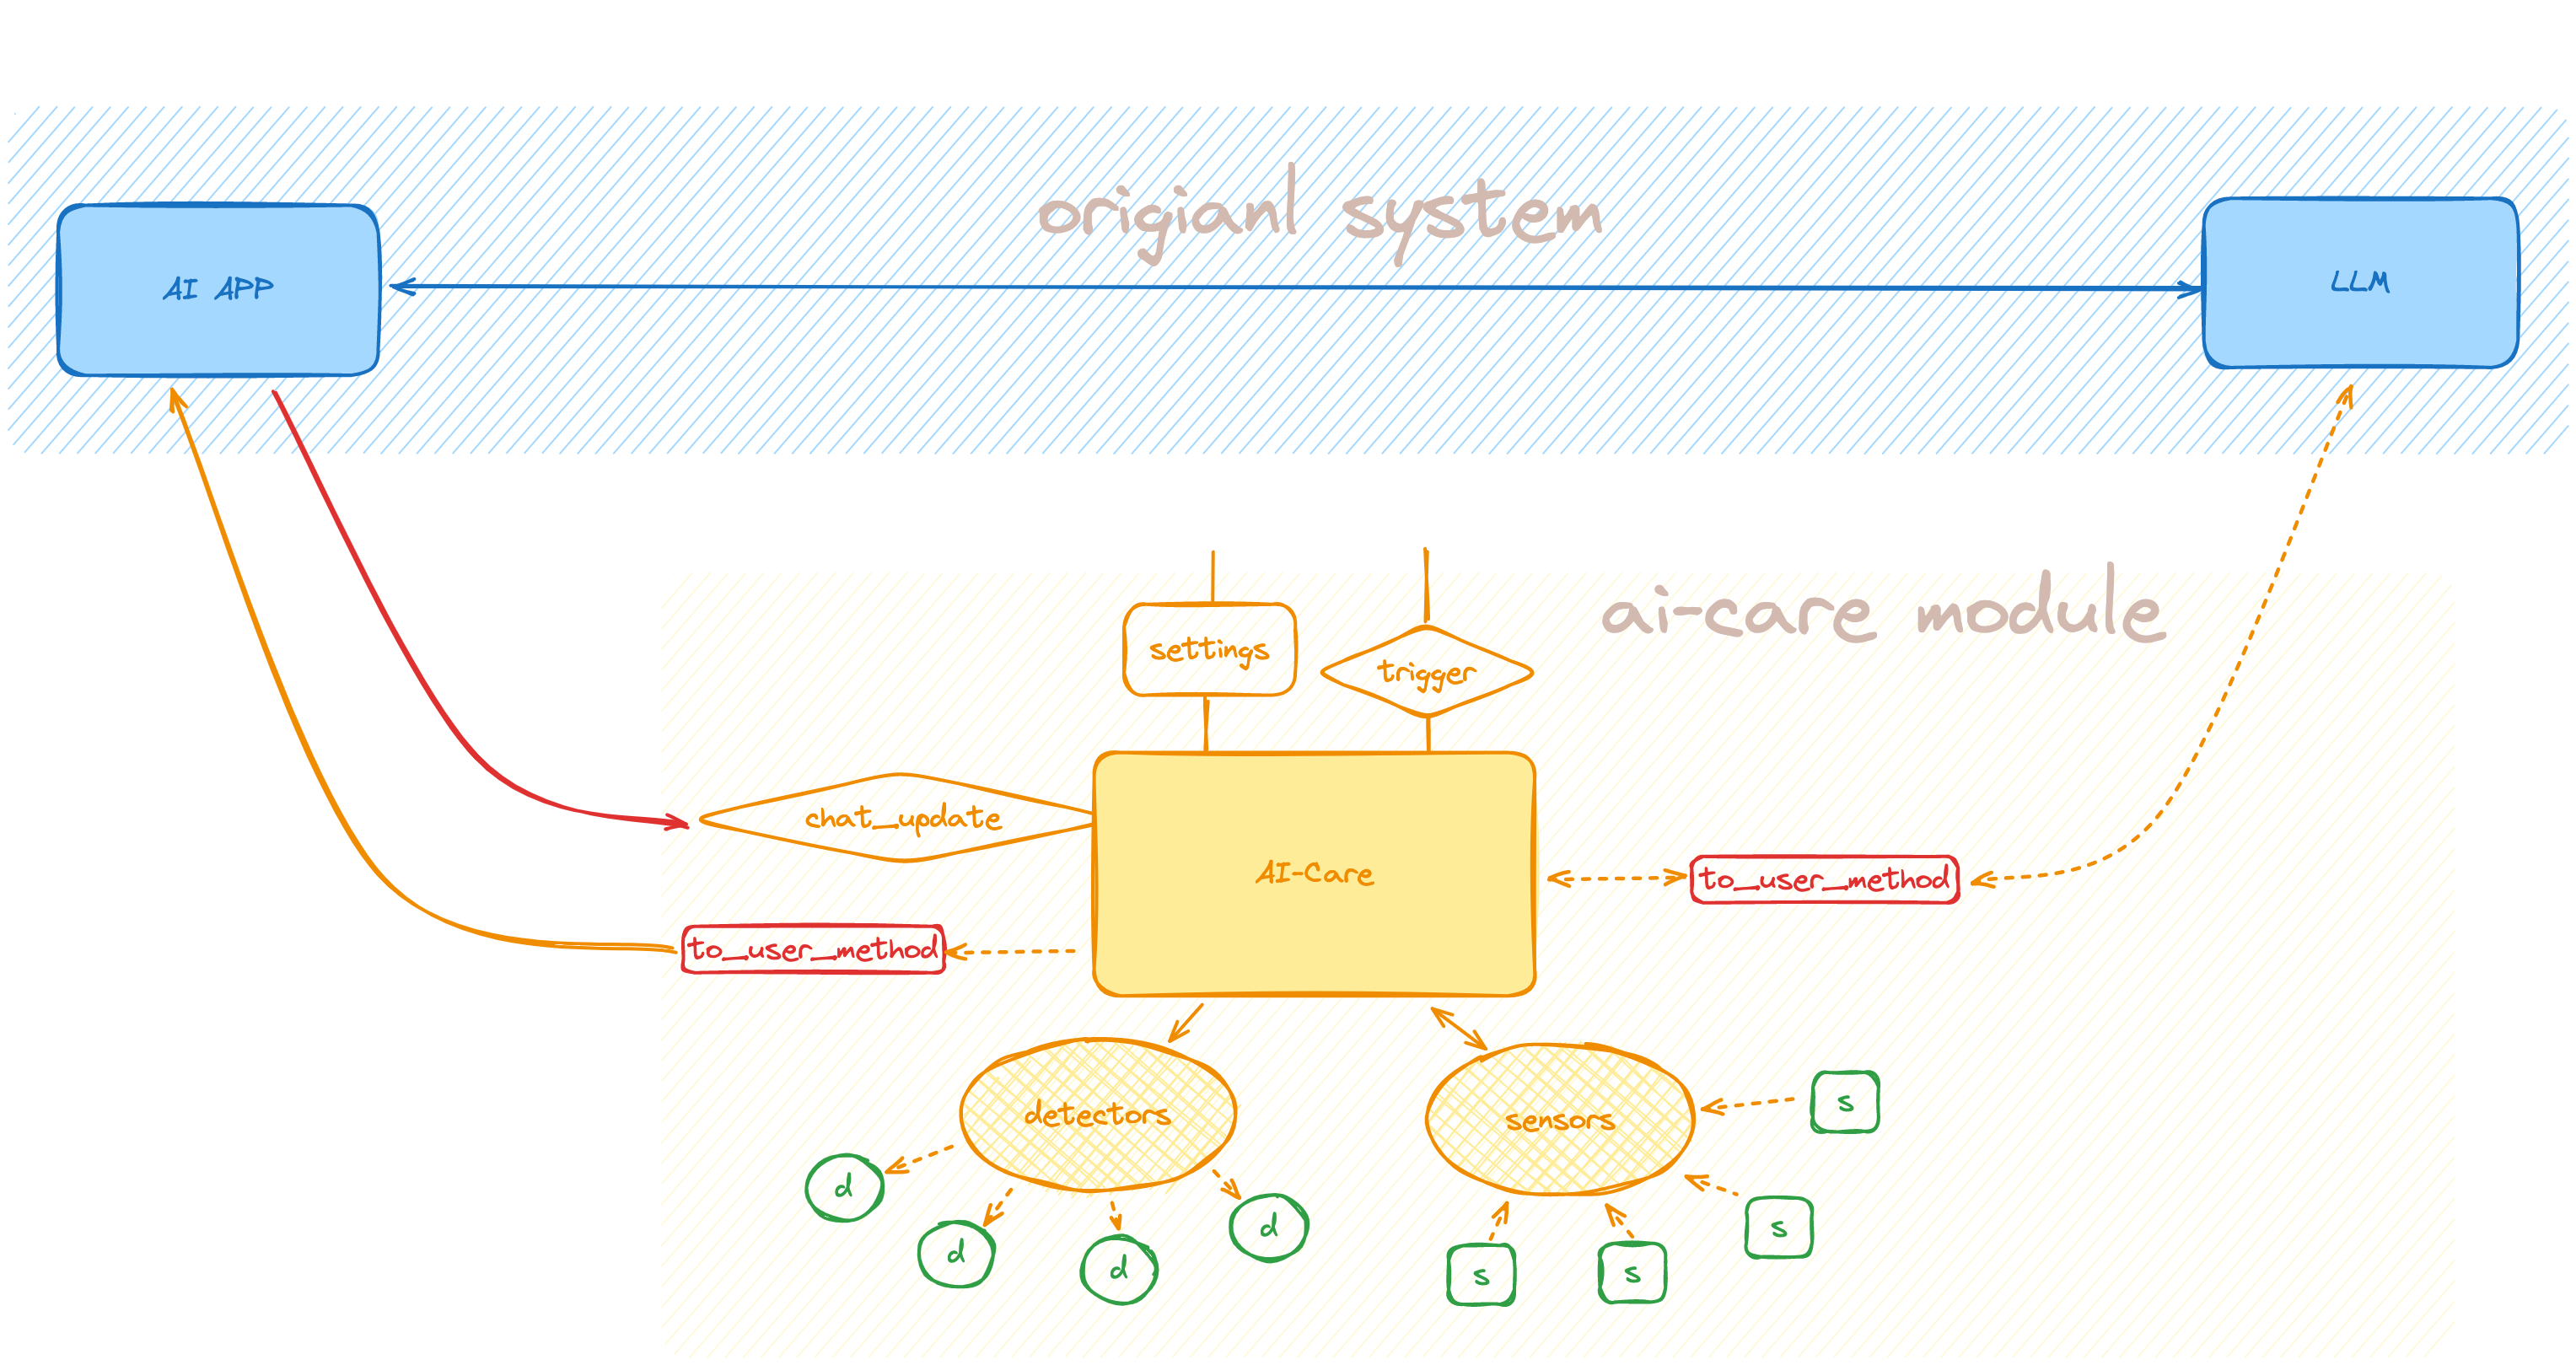 origianl system
AI APP
LLM
ai-care module
settings
trigger
chat_update
AI-Care
to_user_method
to_user_method
detectors
sensors
s
d
d
d
d
s
s
s